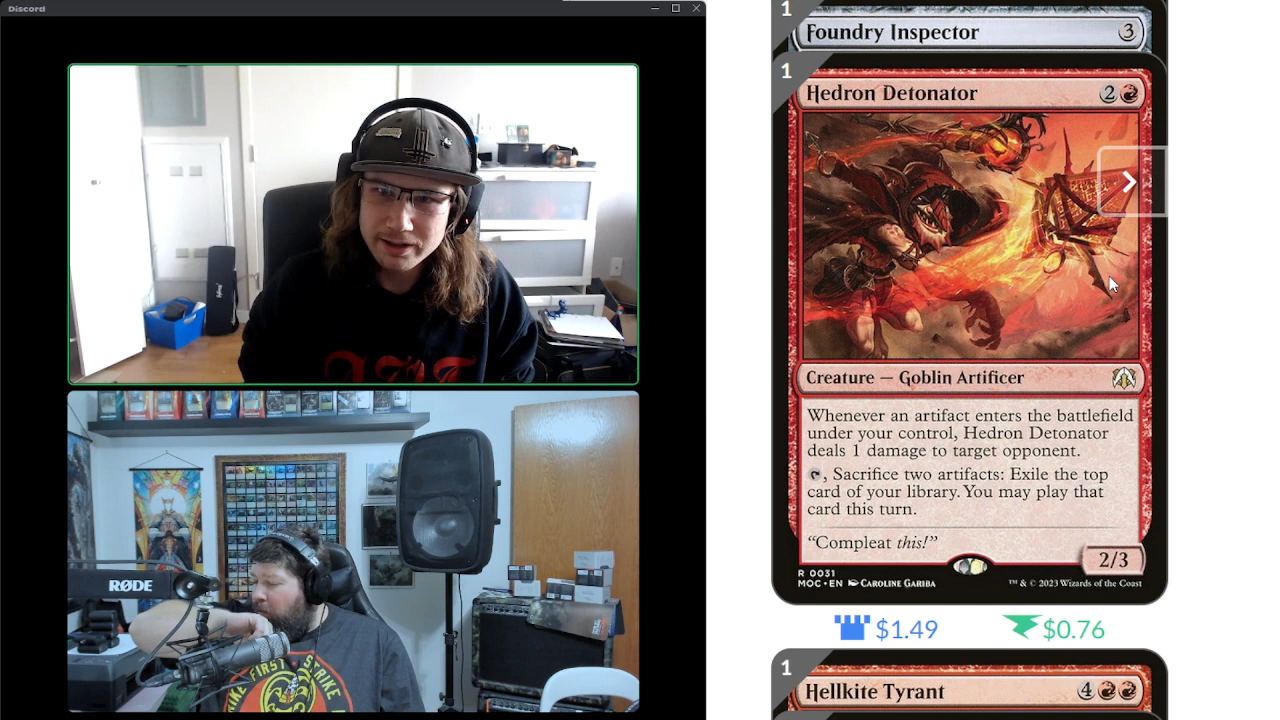 Discord
1
Foundry Inspector 3
1
Hedron Detonator 2
Creature — Goblin Artificer
Whenever an artifact enters the battlefield
under your control, Hedron Detonator
deals 1 damage to target opponent.
, Sacrifice two artifacts: Exile the top
card of your library. You may play that
card this turn.
“Compleat this!”
2/3
R 0031
MOC • EN CAROLINE GARIBA
™ & © 2023 Wizards of the Coast
$1.49 $0.76
1
Hellkite Tyrant 4
RØDE
FIRST STRIKE